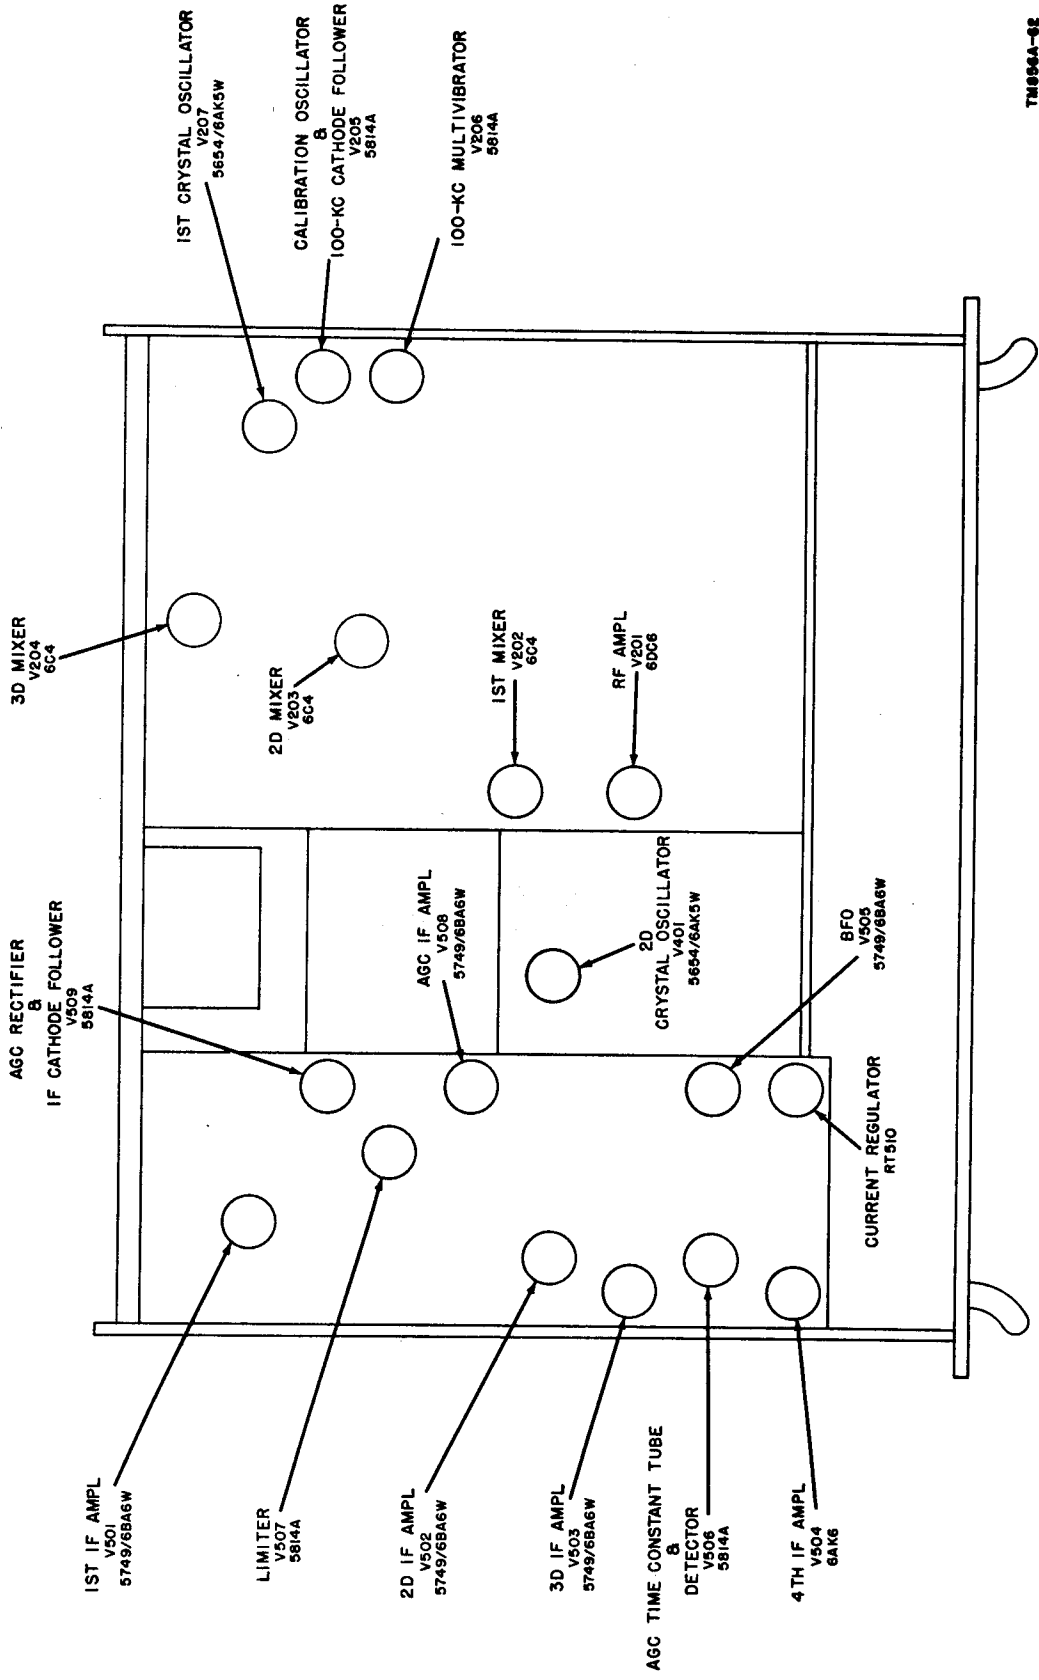 1ST IF AMPL
V501
5749/6BA6W
LIMITER
V507
5814A
2D IF AMPL
V502
5749/6BA6W
3D IF AMPL
V503
5749/6BA6W
AGC TIME CONSTANT TUBE
&
DETECTOR
V506
5814A
4TH IF AMPL
V504
6AK6
AGC RECTIFIER
&
IF CATHODE FOLLOWER
V509
5814A
AGC IF AMPL
V508
5749/6BA6W
2D
CRYSTAL OSCILLATOR
V401
5654/6AK5W
BFO
V505
5749/6BA6W
CURRENT REGULATOR
RT510
3D MIXER
V204
6C4
2D MIXER
V203
6C4
1ST MIXER
V202
6C4
RF AMPL
V201
6DC6
1ST CRYSTAL OSCILLATOR
V207
5654/6AK5W
CALIBRATION OSCILLATOR
&
100-KC CATHODE FOLLOWER
V205
5814A
100-KC MULTIVIBRATOR
V206
5814A
TM856A-62